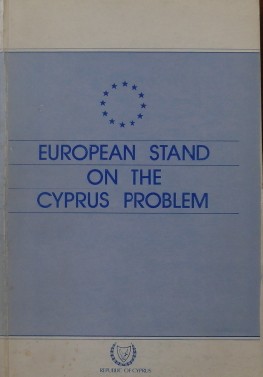 EUROPEAN STAND
ON THE
CYPRUS PROBLEM
REPUBLIC OF CYPRUS